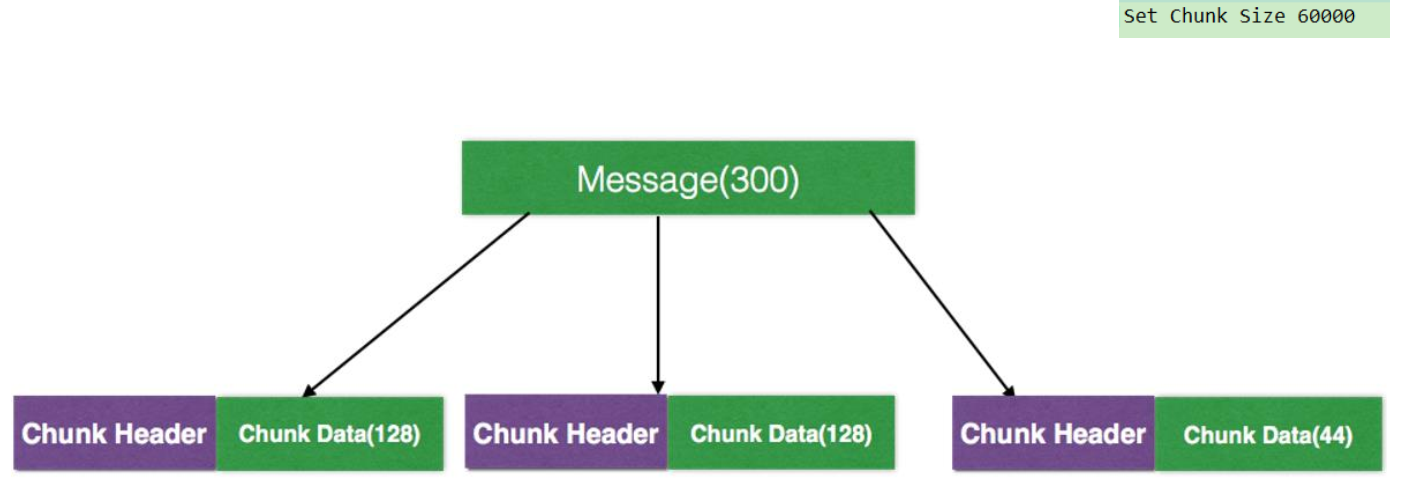 Set Chunk Size 60000
Message(300)
Chunk Header
Chunk Data(128)
Chunk Header
Chunk Data(128)
Chunk Header
Chunk Data(44)